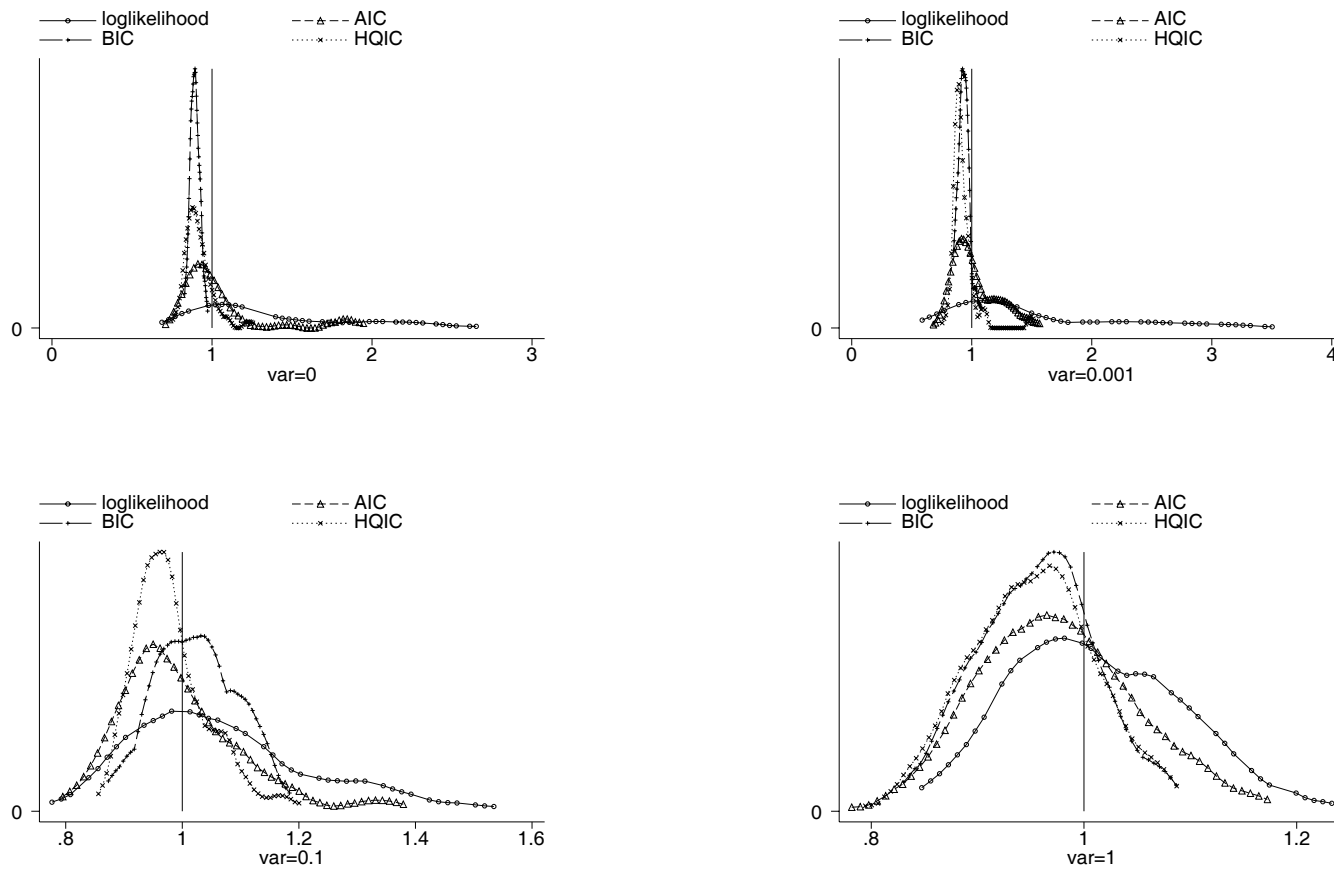 loglikelihood AIC
BIC HQIC
0
0 1 2 3
var=0
loglikelihood AIC
BIC HQIC
0
0 1 2 3 4
var=0.001
loglikelihood AIC
BIC HQIC
0
.8 1 1.2 1.4 1.6
var=0.1
loglikelihood AIC
BIC HQIC
0
.8 1 1.2
var=1